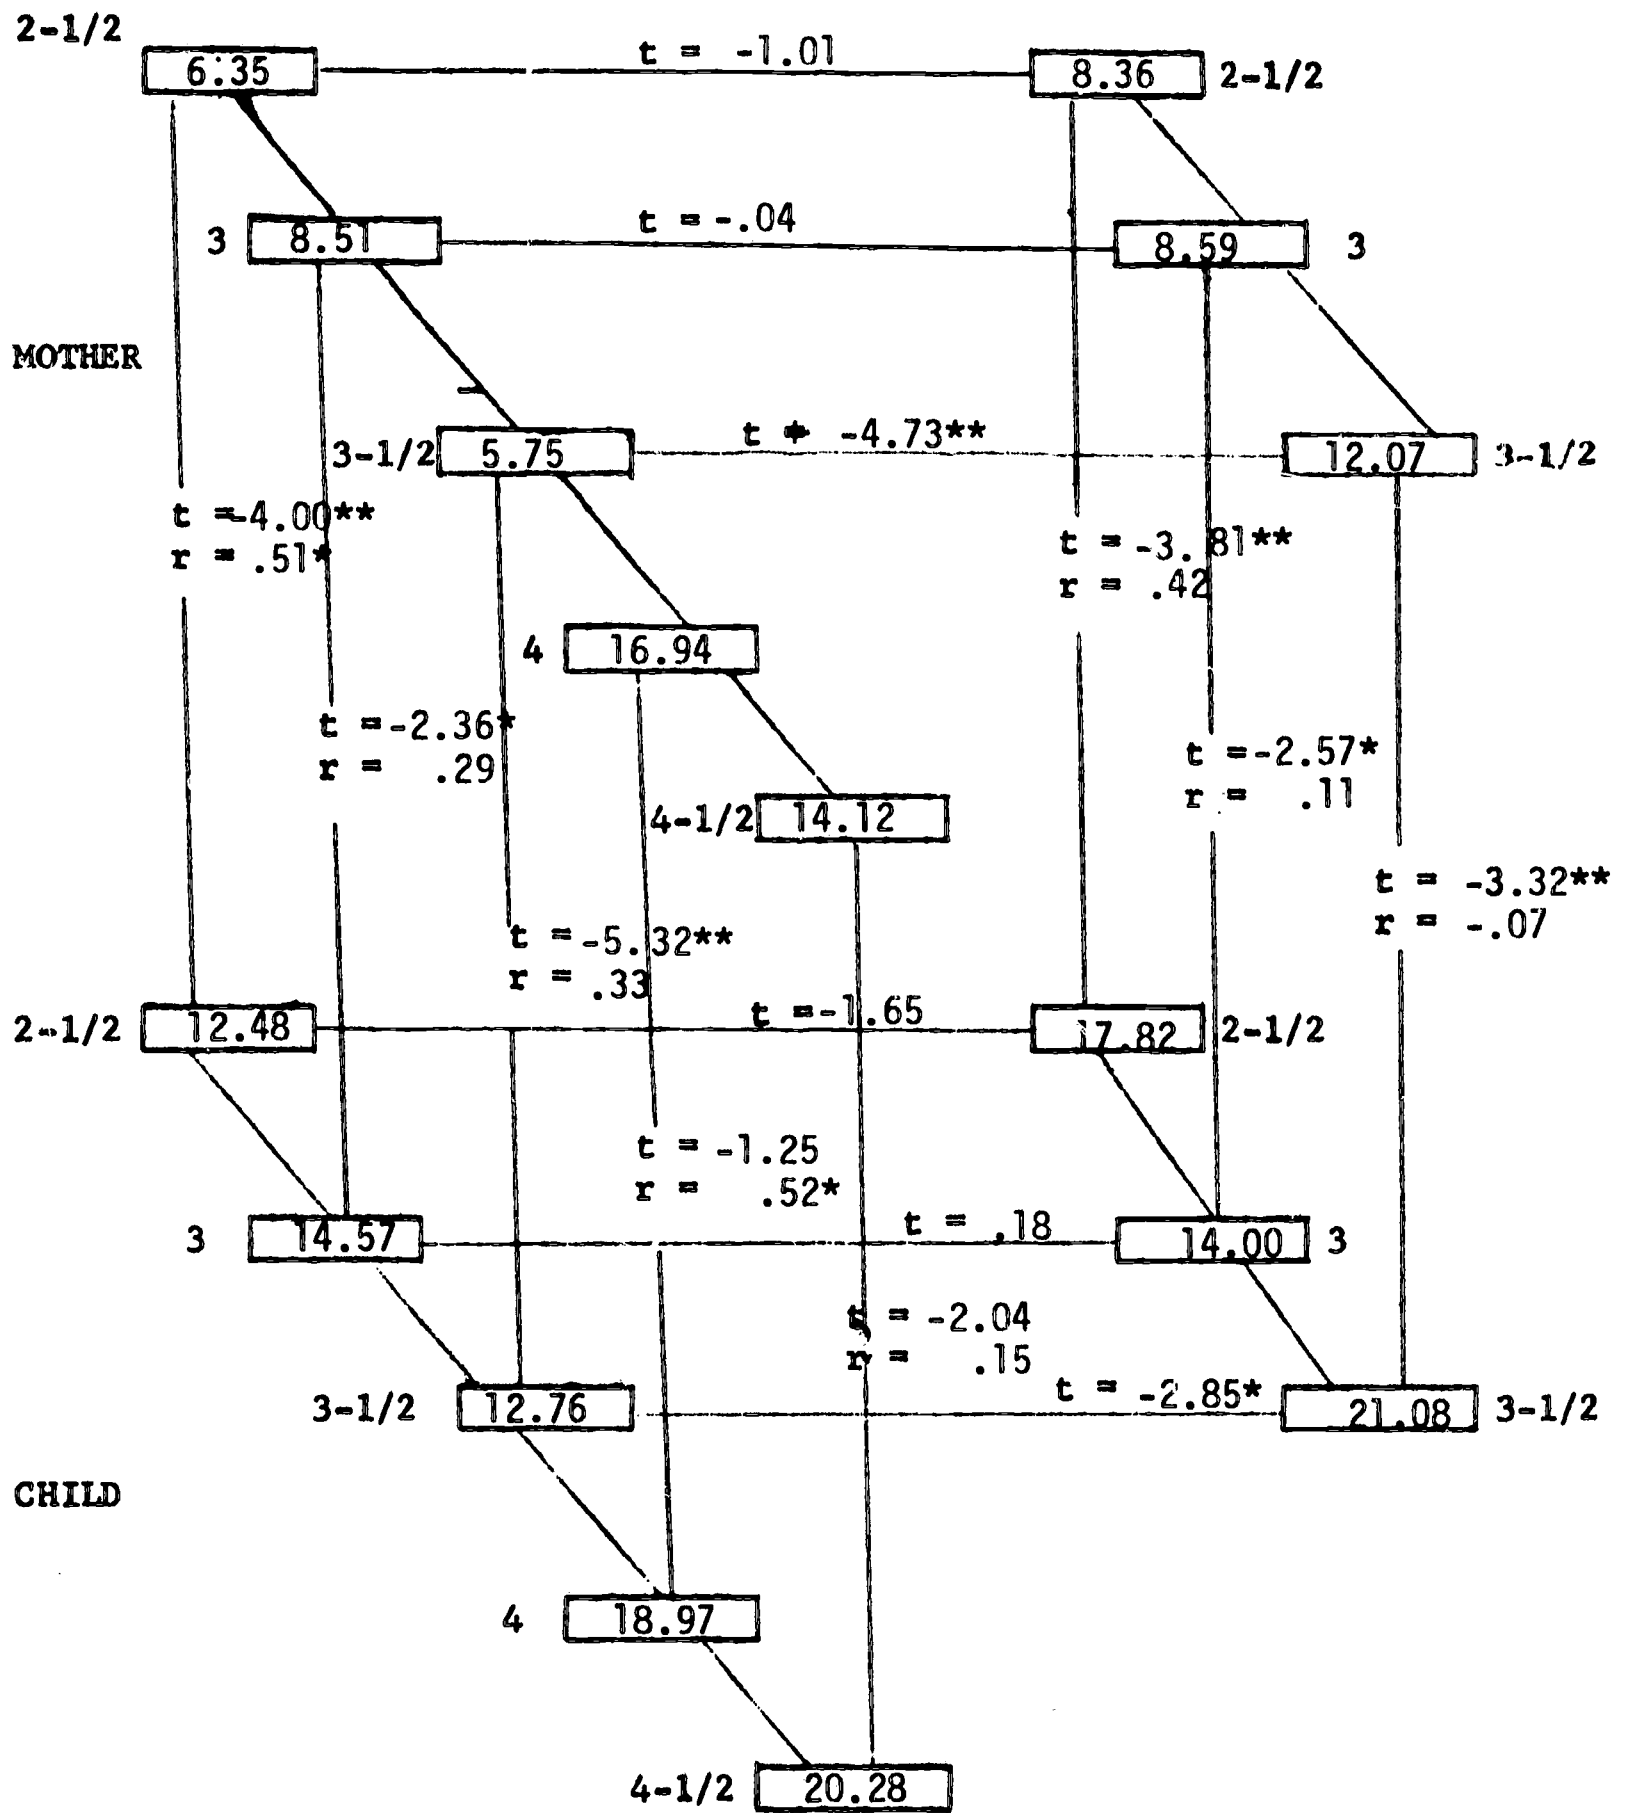 2-1/2
6.35 t = -1.01 8.36 2-1/2
3 8.51 t = -.04 8.59 3
MOTHER
3-1/2 5.75 t = -4.73** 12.07 3-1/2
t = -4.00**
r = .51*
t = -3.81**
r = .42
4 16.94
t = -2.36*
r = .29
t = -2.57*
r = .11
4-1/2 14.12
t = -3.32**
r = -.07
t = -5.32**
r = .33
2-1/2 12.48 t = -1.65 17.82 2-1/2
t = -1.25
r = .52*
3 14.57 t = .18 14.00 3
t = -2.04
r = .15
3-1/2 12.76 t = -2.85* 21.08 3-1/2
CHILD
4 18.97
4-1/2 20.28